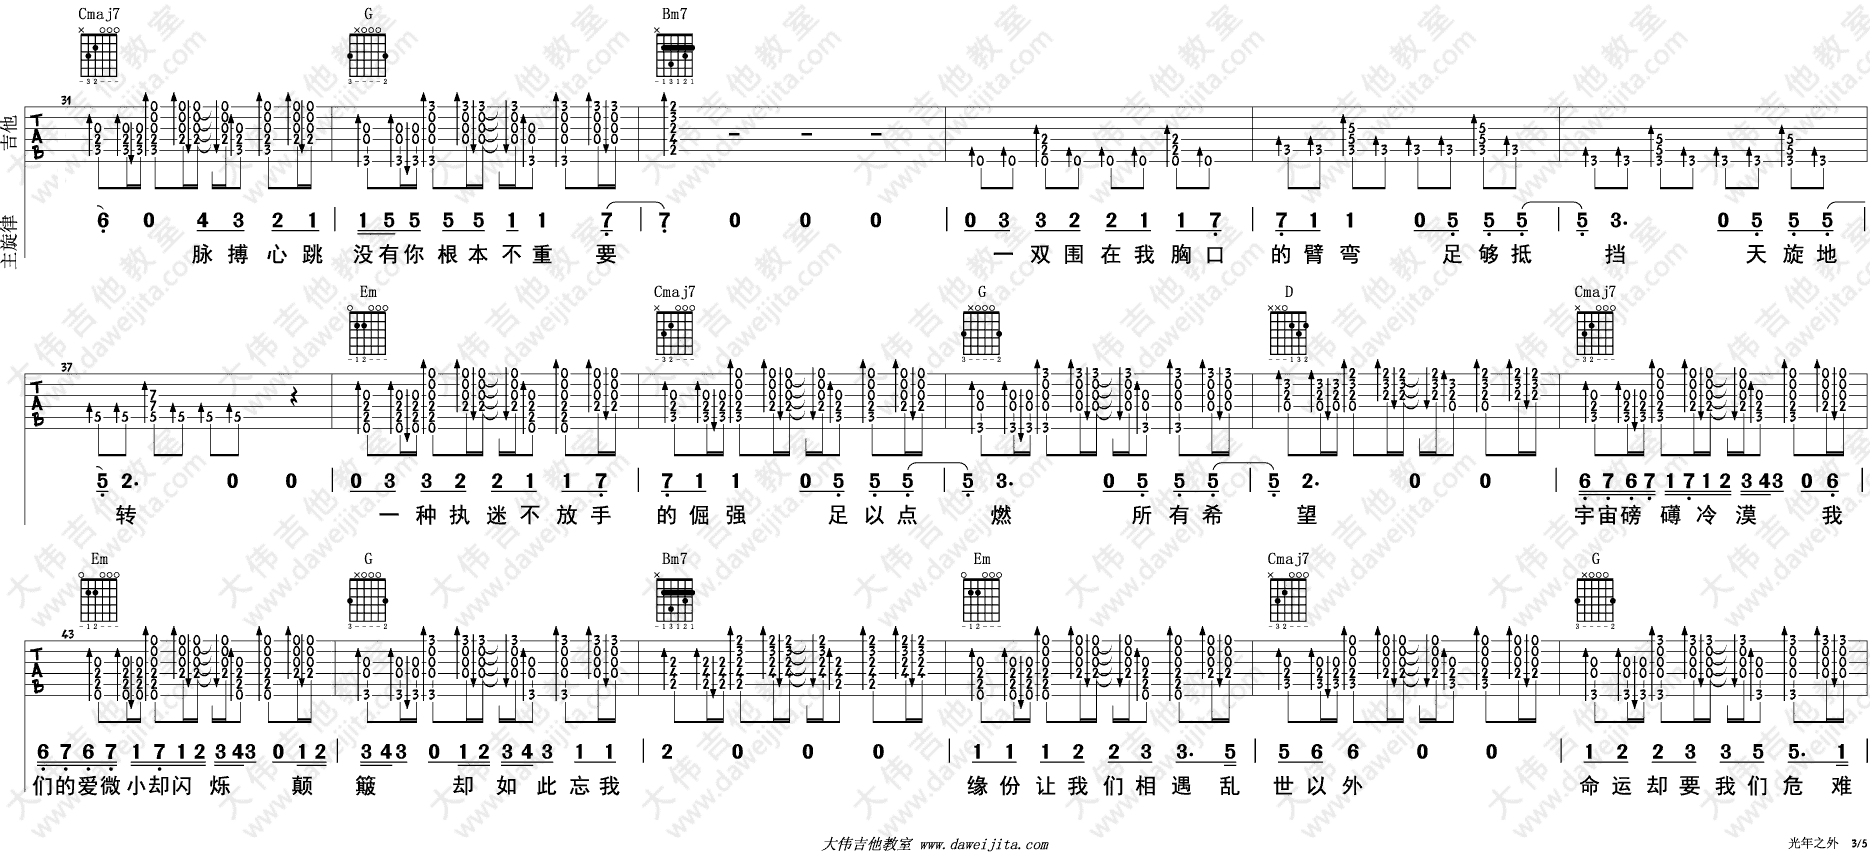 Cmaj7 G Bm7
吉他
31
主旋律
6 0 4 3 2 1 | 1 5 5 5 5 1 1 7 | 7 0 0 0 | 0 3 3 2 2 1 1 7 | 7 1 1 0 5 5 5 | 5 3. 0 5 5 5 |
脉搏心跳 没有你根本不重要 一双围在我胸口 的臂弯 足够抵 挡 天旋地
Em Cmaj7 G D Cmaj7
37
5 2. 0 0 | 0 3 3 2 2 1 1 7 | 7 1 1 0 5 5 5 | 5 3. 0 5 5 5 | 5 2. 0 0 | 6 7 6 7 1 7 1 2 3 4 3 0 6 |
转 一种执迷不放手 的倔强 足以点 燃 所有希 望 宇宙磅礴冷漠 我
Em G Bm7 Em Cmaj7 G
43
6 7 6 7 1 7 1 2 3 4 3 0 1 2 | 3 4 3 0 1 2 3 4 3 1 1 | 2 0 0 0 | 1 1 1 2 2 3 3. 5 | 5 6 6 0 0 | 1 2 2 3 3 5 5. 1 |
们的爱微小却闪烁 颠 簸 却如此忘我 缘份让我们相遇乱 世以外 命运却要我们危难
大伟吉他教室 www.daweijita.com
光年之外 3/5